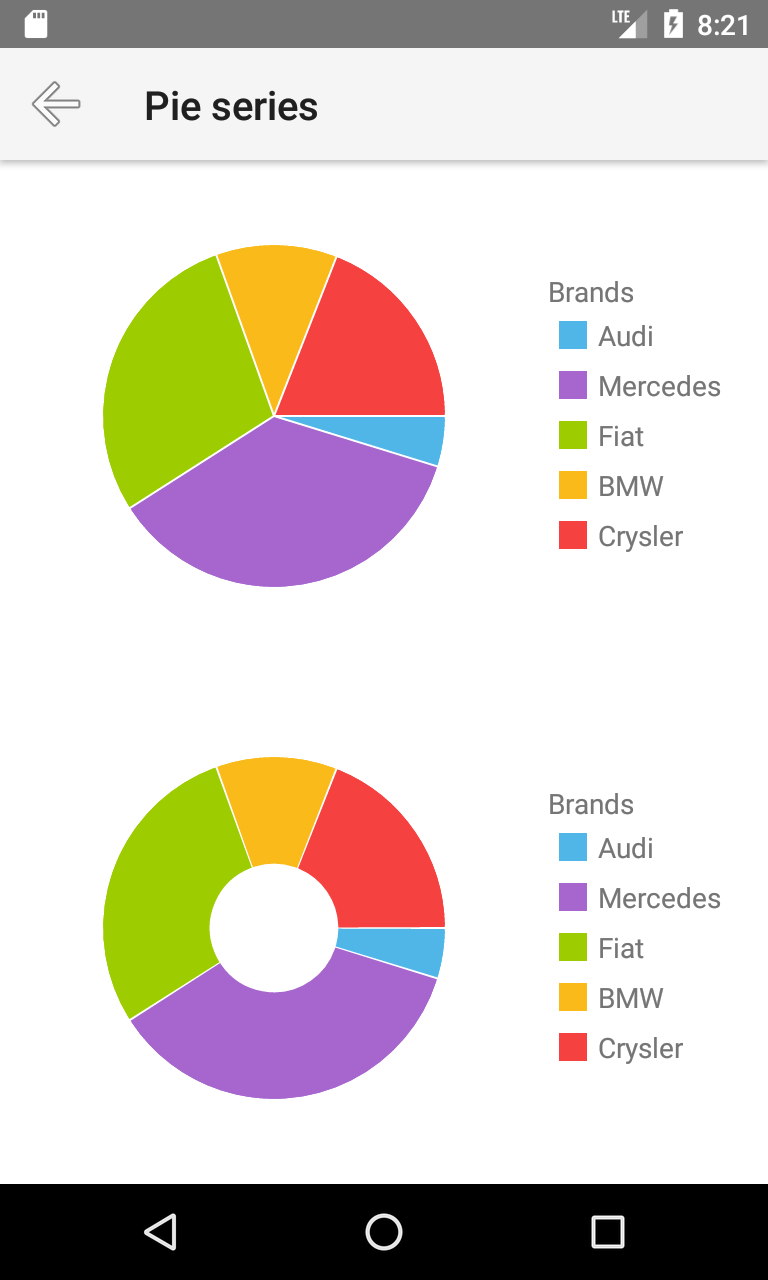 LTE 8:21
Pie series
Brands
Audi
Mercedes
Fiat
BMW
Crysler
Brands
Audi
Mercedes
Fiat
BMW
Crysler